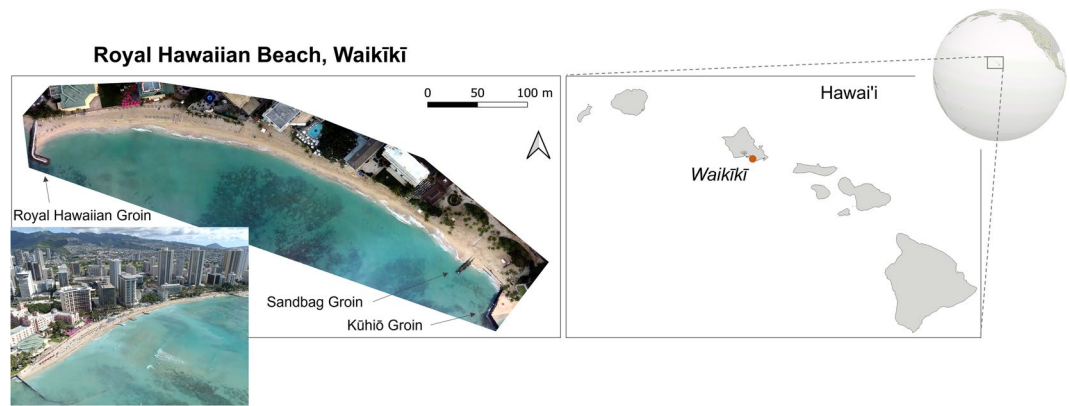 Royal Hawaiian Beach, Waikīkī
0 50 100 m
Royal Hawaiian Groin
Sandbag Groin
Kūhiō Groin
Hawai'i
Waikīkī